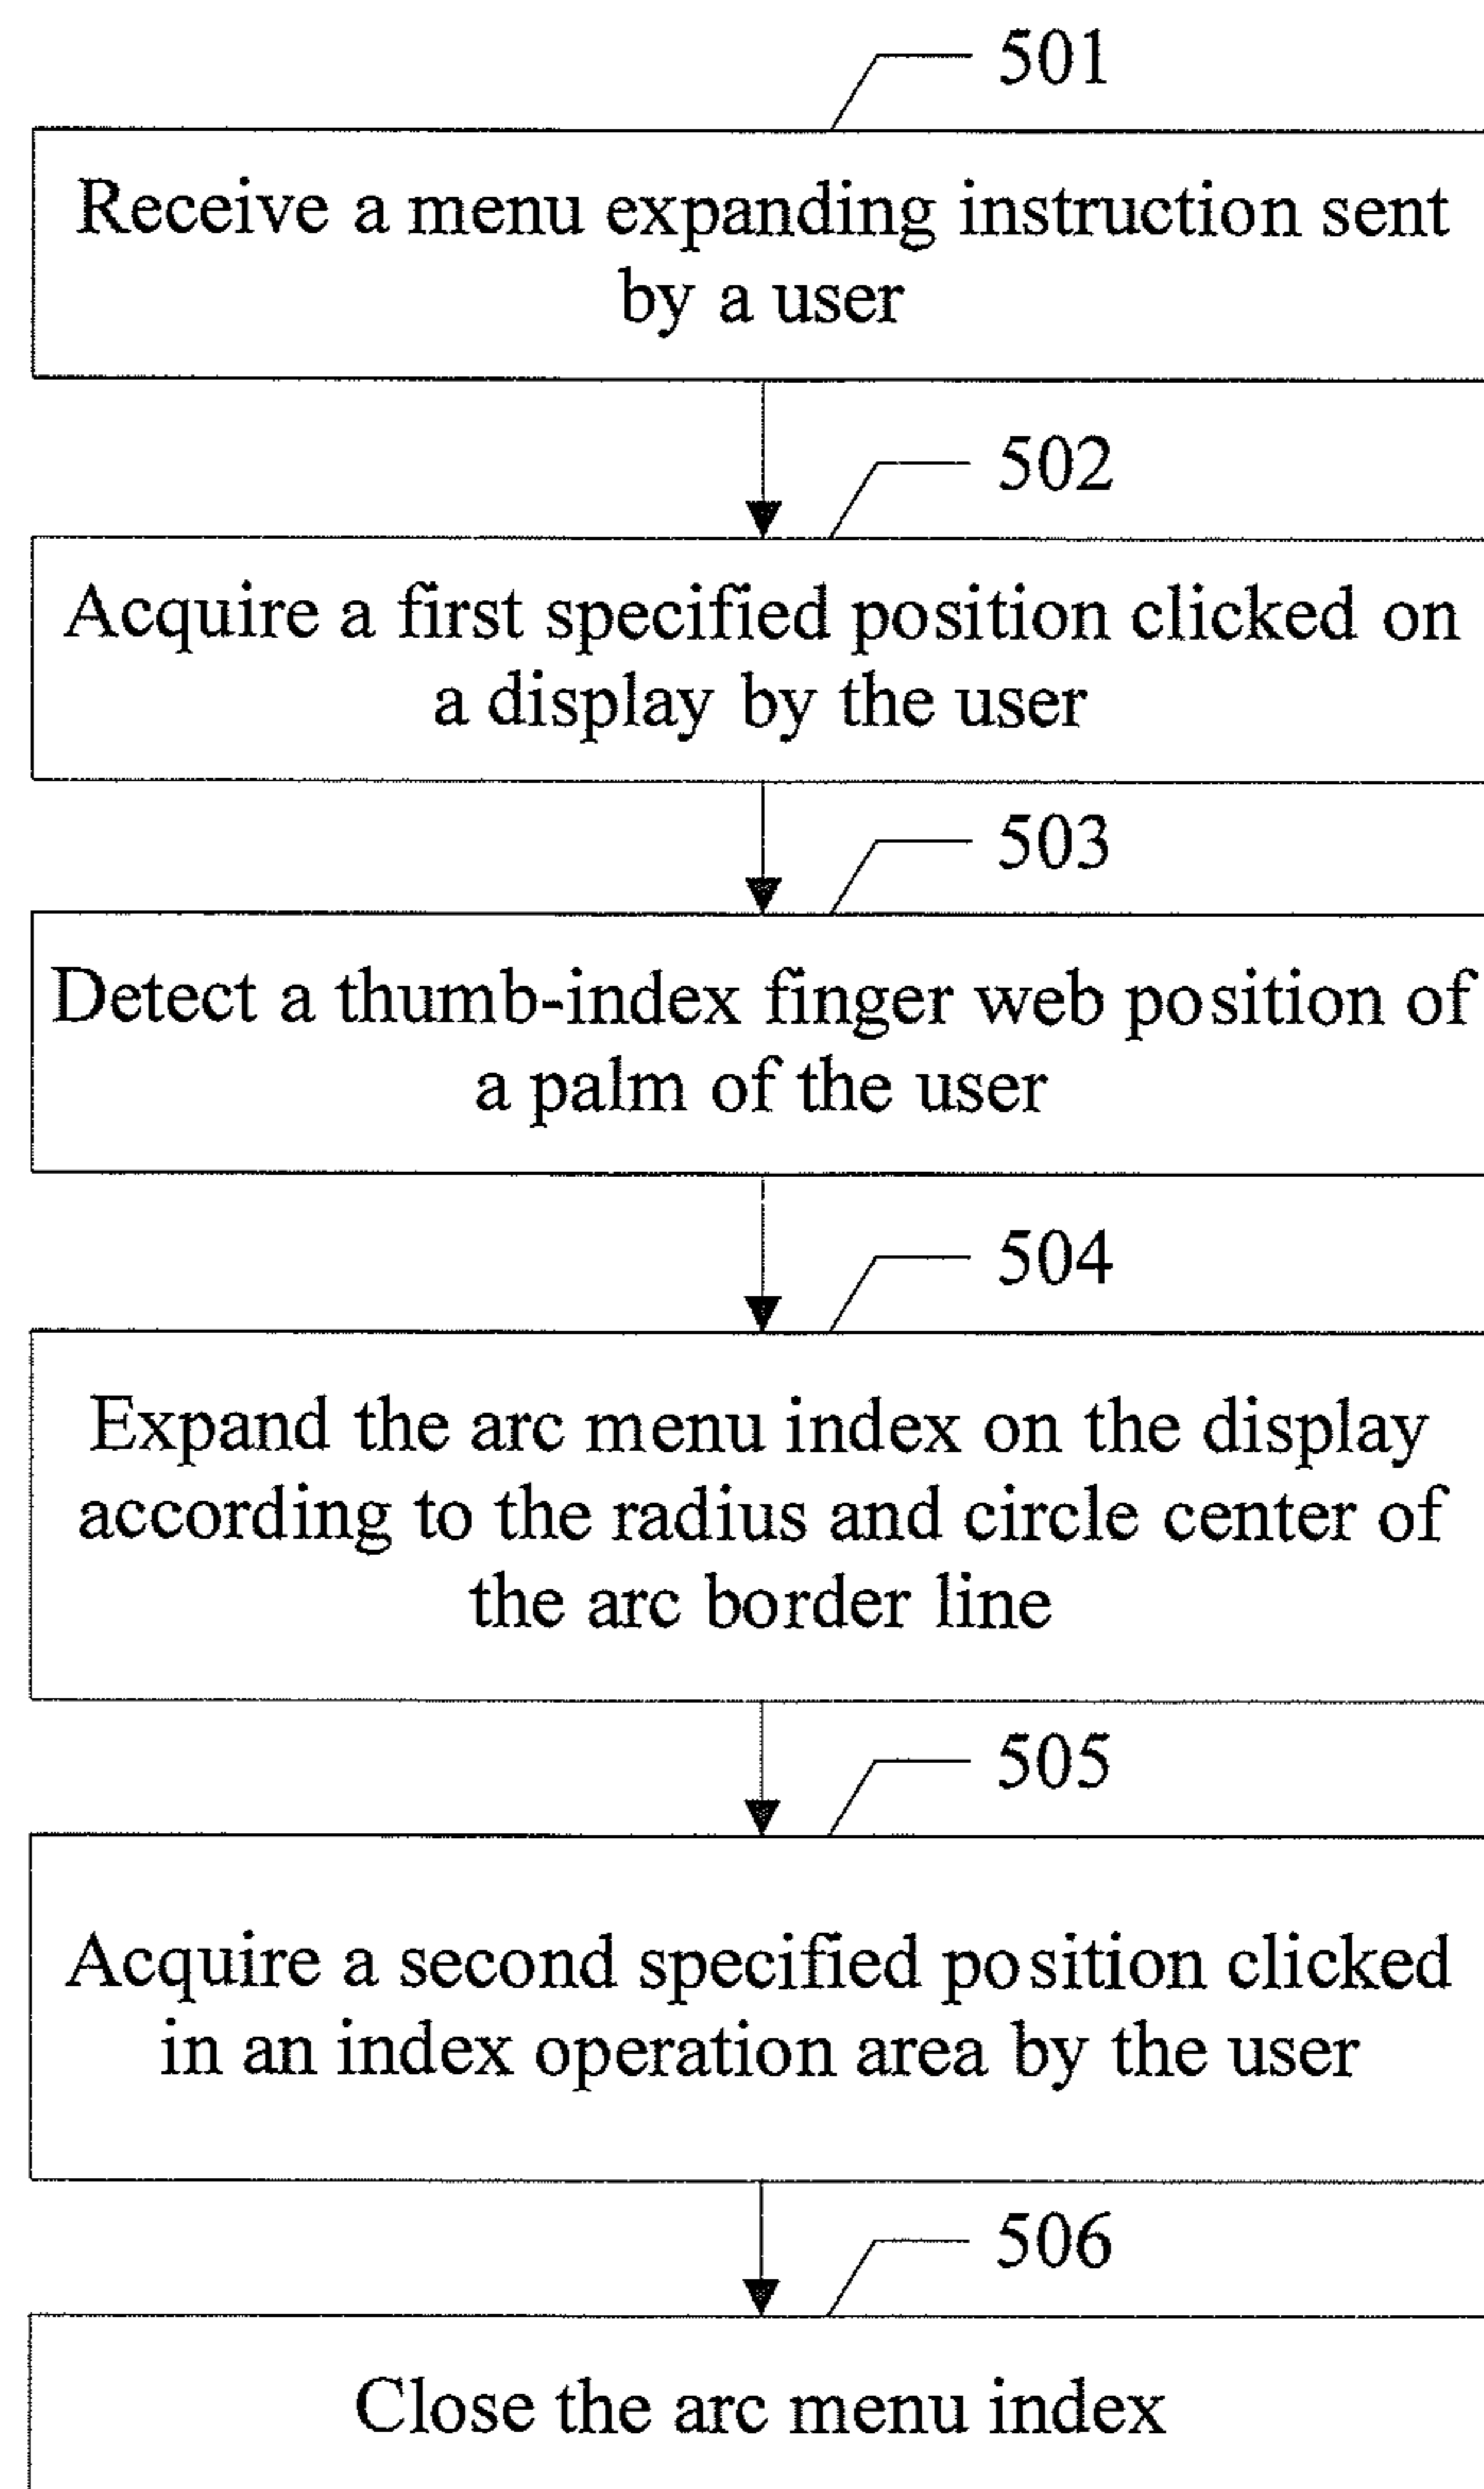 501
Receive a menu expanding instruction sent
by a user
502
Acquire a first specified position clicked on
a display by the user
503
Detect a thumb-index finger web position of
a palm of the user
504
Expand the arc menu index on the display
according to the radius and circle center of
the arc border line
505
Acquire a second specified position clicked
in an index operation area by the user
506
Close the arc menu index